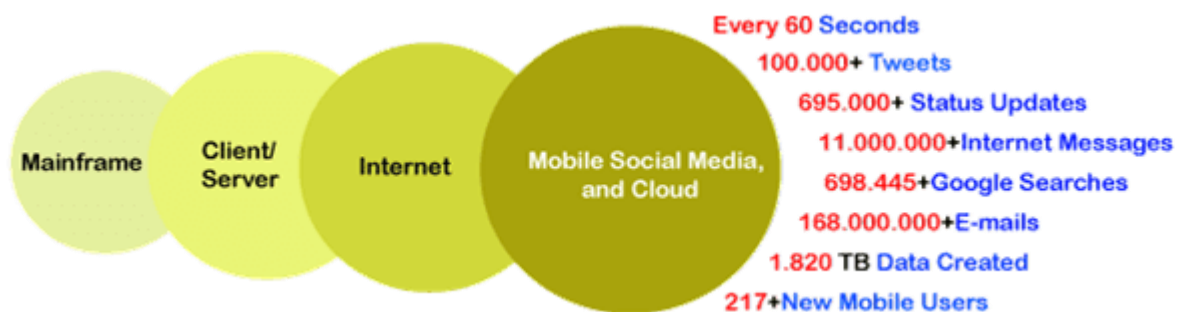 Mainframe
Client/
Server
Internet
Mobile Social Media,
and Cloud
Every 60 Seconds
100.000+ Tweets
695.000+ Status Updates
11.000.000+Internet Messages
698.445+Google Searches
168.000.000+E-mails
1.820 TB Data Created
217+New Mobile Users